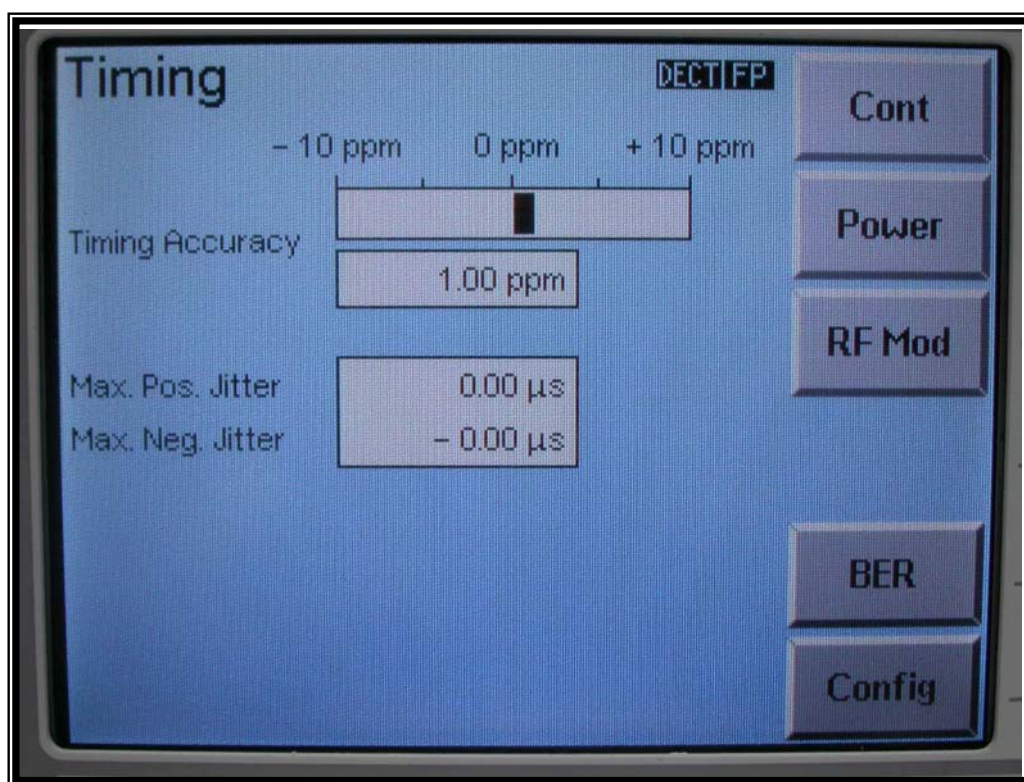 Timing
DECT FP
Cont
– 10 ppm 0 ppm + 10 ppm
Power
Timing Accuracy
1.00 ppm
RF Mod
Max. Pos. Jitter 0.00 µs
Max. Neg. Jitter – 0.00 µs
BER
Config